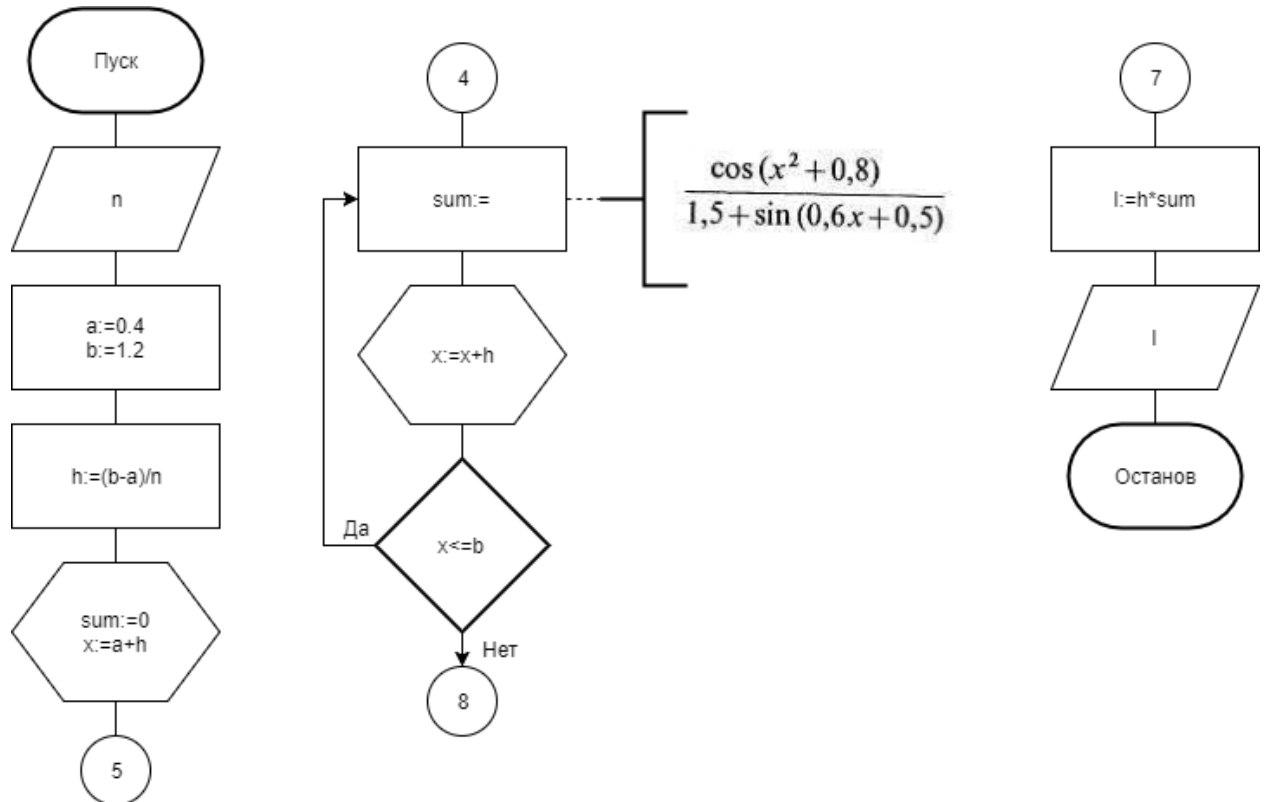 Пуск
n
a:=0.4
b:=1.2
h:=(b-a)/n
sum:=0
x:=a+h
5
4
sum:=
cos (x² + 0,8)
1,5 + sin (0,6x + 0,5)
x:=x+h
Да
x<=b
Нет
8
7
I:=h*sum
I
Останов